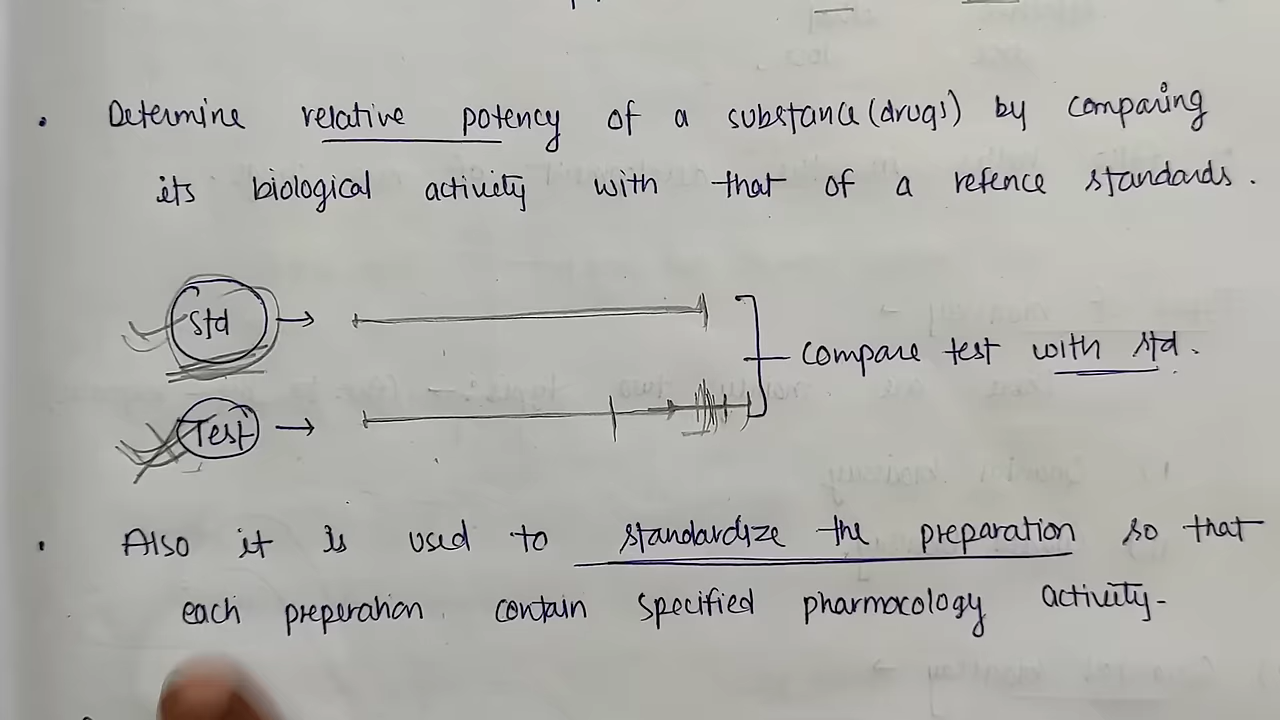 • Determine relative potency of a substance (drugs) by comparing
its biological activity with that of a refence standards.
Std →
compare test with std.
Test →
• Also it is used to standardize the preparation so that
each preperation contain specified pharmacology activity-